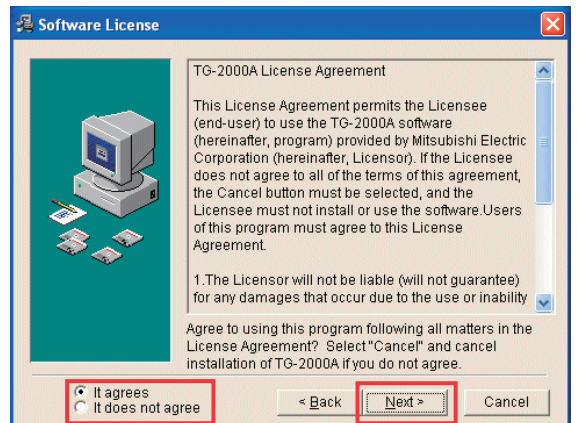 Software License
TG-2000A License Agreement
This License Agreement permits the Licensee
(end-user) to use the TG-2000A software
(hereinafter, program) provided by Mitsubishi Electric
Corporation (hereinafter, Licensor). If the Licensee
does not agree to all of the terms of this agreement,
the Cancel button must be selected, and the
Licensee must not install or use the software.Users
of this program must agree to this License
Agreement.
1.The Licensor will not be liable (will not guarantee)
for any damages that occur due to the use or inability
Agree to using this program following all matters in the
License Agreement? Select "Cancel" and cancel
installation of TG-2000A if you do not agree.
It agrees
It does not agree
< Back
Next >
Cancel